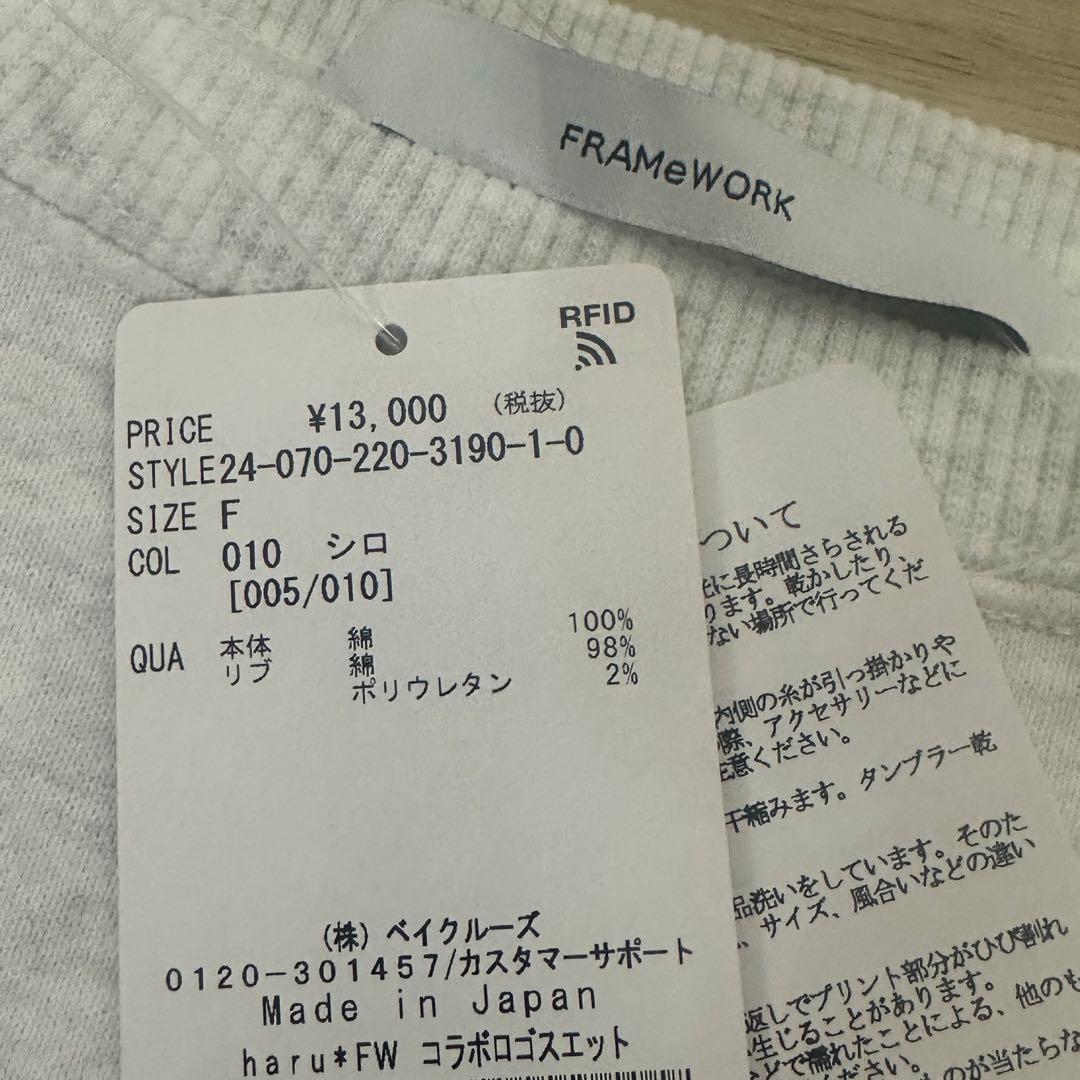 FRAMeWORK
RFID
PRICE ¥13,000 (税抜)
STYLE 24-070-220-3190-1-0
SIZE F
COL 010 シロ
[005/010]
QUA 本体 綿 100%
リブ 綿 98%
ポリウレタン 2%
(株) ベイクルーズ
0120-301457/カスタマーサポート
Made in Japan
haru*FW コラボロゴスエット
ついて
に長時間さらされる
ります。乾かしたり、
ない場所で行ってくだ
内側の糸が引っ掛かりや
際、アクセサリーなどに
注意ください。
干縮みます。タンブラー乾
品洗いをしています。そのた
、サイズ、風合いなどの違い
返しでプリント部分がひび割れ
生じることがあります。
などで濡れたことによる、他のも
ください。
のが当たらな